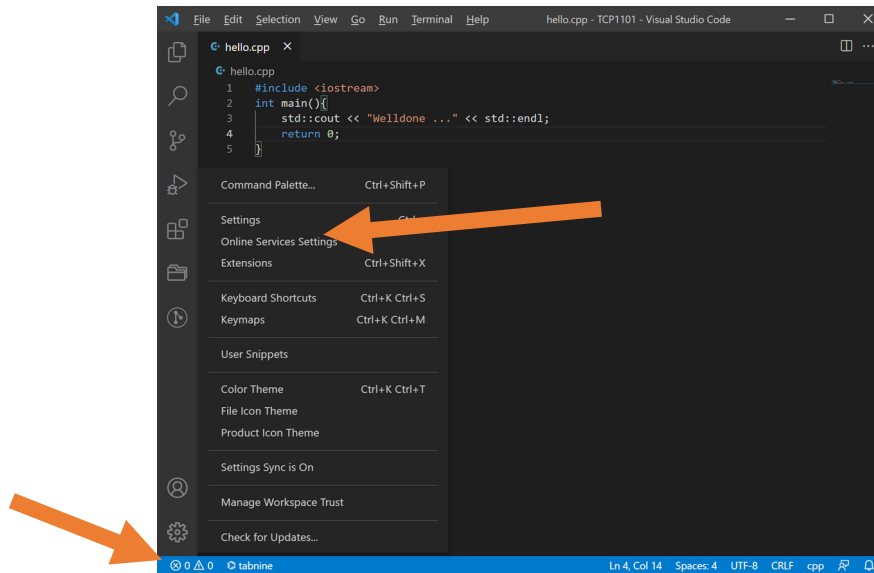 File Edit Selection View Go Run Terminal Help hello.cpp - TCP1101 - Visual Studio Code
hello.cpp
hello.cpp
1 #include <iostream>
2 int main(){
3 std::cout << "Welldone ..." << std::endl;
4 return 0;
5 }
Command Palette... Ctrl+Shift+P
Settings
Online Services Settings
Extensions Ctrl+Shift+X
Keyboard Shortcuts Ctrl+K Ctrl+S
Keymaps Ctrl+K Ctrl+M
User Snippets
Color Theme Ctrl+K Ctrl+T
File Icon Theme
Product Icon Theme
Settings Sync is On
Manage Workspace Trust
Check for Updates...
0 0 tabnine Ln 4, Col 14 Spaces: 4 UTF-8 CRLF cpp